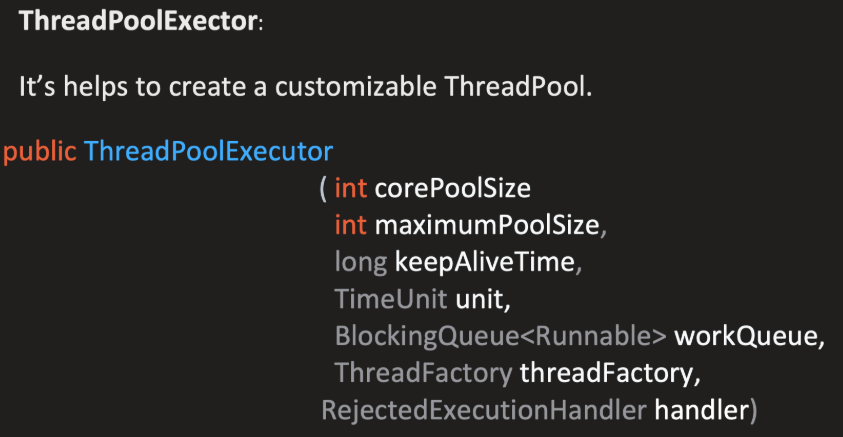 ThreadPoolExector:
It's helps to create a customizable ThreadPool.
public ThreadPoolExecutor
( int corePoolSize
int maximumPoolSize,
long keepAliveTime,
TimeUnit unit,
BlockingQueue<Runnable> workQueue,
ThreadFactory threadFactory,
RejectedExecutionHandler handler)